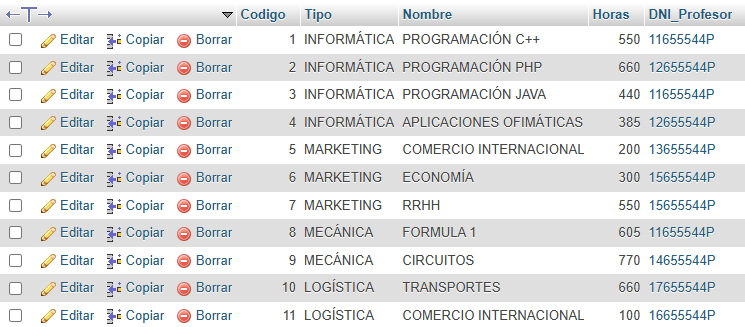 Codigo Tipo Nombre Horas DNI_Profesor
Editar Copiar Borrar 1 INFORMÁTICA PROGRAMACIÓN C++ 550 11655544P
Editar Copiar Borrar 2 INFORMÁTICA PROGRAMACIÓN PHP 660 12655544P
Editar Copiar Borrar 3 INFORMÁTICA PROGRAMACIÓN JAVA 440 11655544P
Editar Copiar Borrar 4 INFORMÁTICA APLICACIONES OFIMÁTICAS 385 12655544P
Editar Copiar Borrar 5 MARKETING COMERCIO INTERNACIONAL 200 13655544P
Editar Copiar Borrar 6 MARKETING ECONOMÍA 300 15655544P
Editar Copiar Borrar 7 MARKETING RRHH 550 15655544P
Editar Copiar Borrar 8 MECÁNICA FORMULA 1 605 11655544P
Editar Copiar Borrar 9 MECÁNICA CIRCUITOS 770 14655544P
Editar Copiar Borrar 10 LOGÍSTICA TRANSPORTES 660 17655544P
Editar Copiar Borrar 11 LOGÍSTICA COMERCIO INTERNACIONAL 100 16655544P